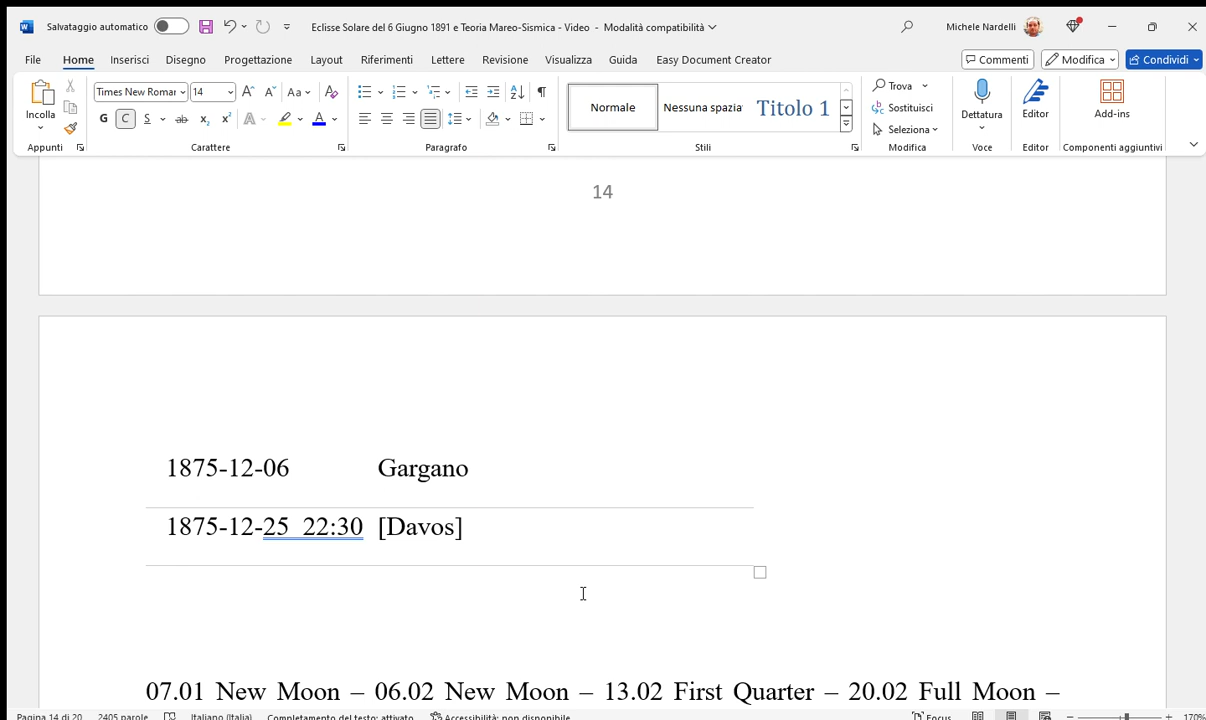 Salvataggio automatico
Eclisse Solare del 6 Giugno 1891 e Teoria Mareo-Sismica - Video - Modalità compatibilità
Michele Nardelli
File Home Inserisci Disegno Progettazione Layout Riferimenti Lettere Revisione Visualizza Guida Easy Document Creator
Commenti Modifica Condividi
Incolla
Times New Romar 14
Aa
G C S ab x₂ x² A A
Normale
Nessuna spazia
Titolo 1
Trova
Sostituisci
Seleziona
Dettatura
Editor
Add-ins
Appunti Carattere Paragrafo Stili Modifica Voce Editor Componenti aggiuntivi
14
1875-12-06 Gargano
1875-12-25 22:30 [Davos]
07.01 New Moon – 06.02 New Moon – 13.02 First Quarter – 20.02 Full Moon –
Pagina 14 di 20 2405 parole Italiano (Italia) Completamento del testo: attivato Accessibilità: non disponibile Focus 170%